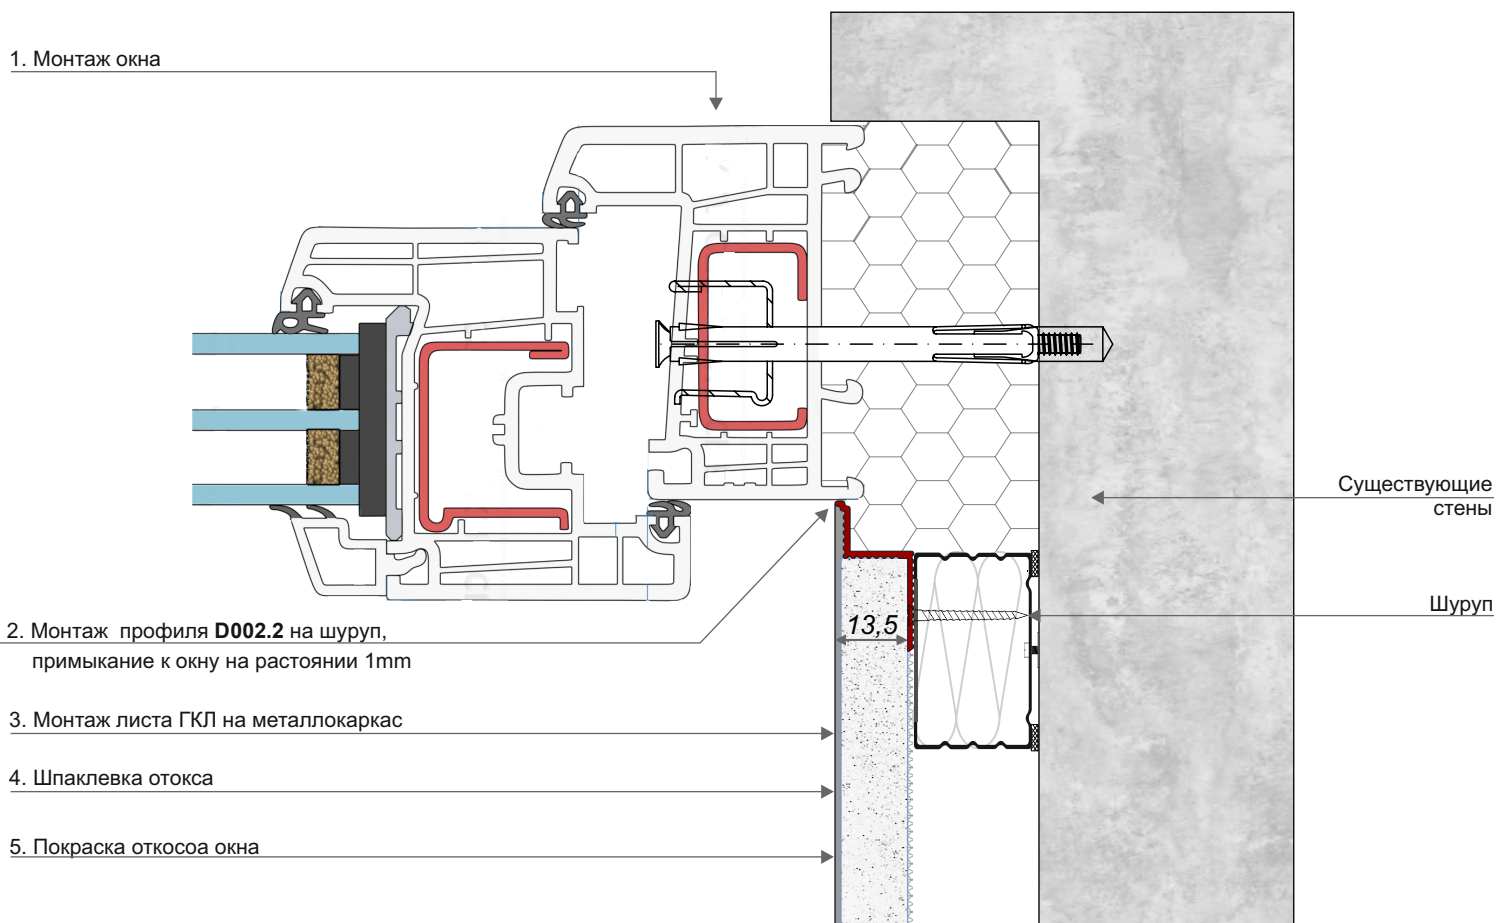 1. Монтаж окна
Существующие
стены
Шуруп
13,5
2. Монтаж профиля D002.2 на шуруп,
примыкание к окну на растоянии 1mm
3. Монтаж листа ГКЛ на металлокаркас
4. Шпаклевка отокса
5. Покраска откосоа окна